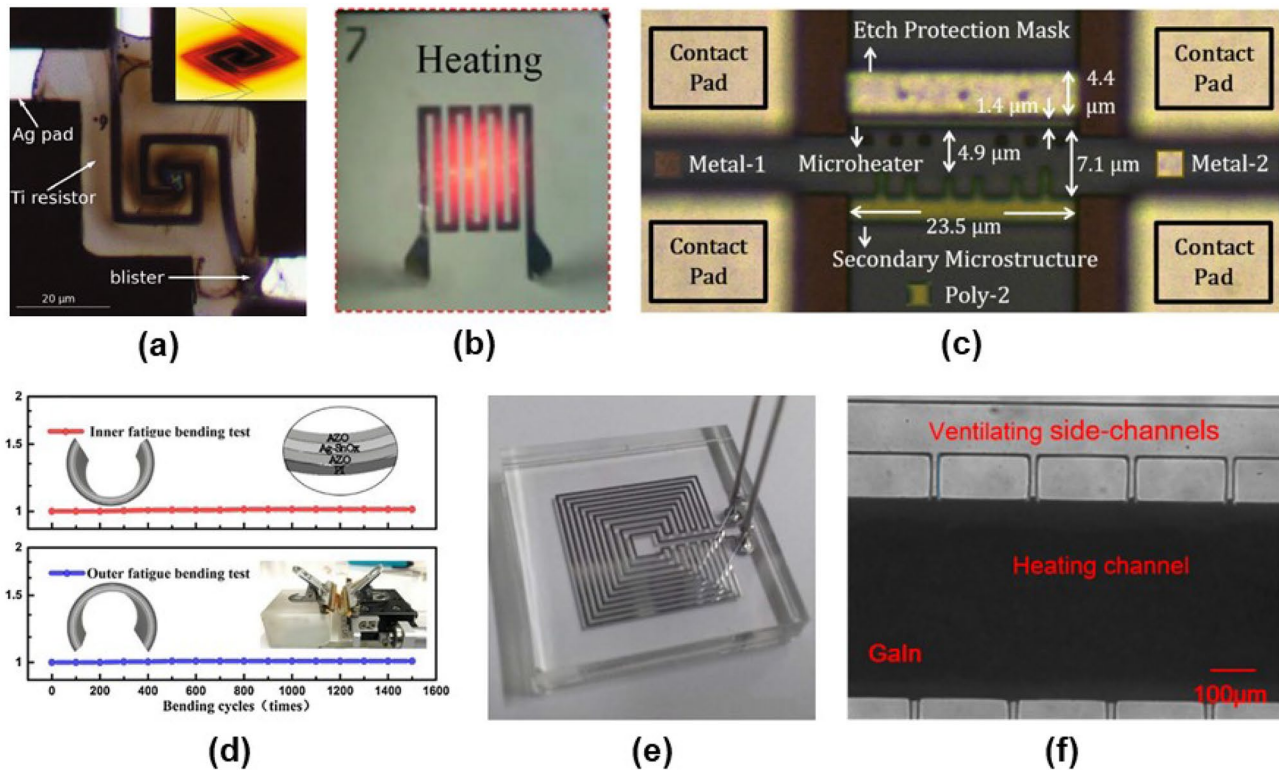 Ag pad
Ti resistor
blister
20 μm
(a)
7
Heating
(b)
Contact
Pad
Etch Protection Mask
4.4
μm
1.4 μm
Contact
Pad
Metal-1
Microheater
4.9 μm
7.1 μm
Metal-2
23.5 μm
Contact
Pad
Secondary Microstructure
Poly-2
Contact
Pad
(c)
2
1.5
1
Inner fatigue bending test
AZO
Ag-SnOx
AZO
PI
2
1.5
1
Outer fatigue bending test
0 200 400 600 800 1000 1200 1400 1600
Bending cycles (times)
(d)
(e)
Ventilating side-channels
Heating channel
GaIn
100μm
(f)